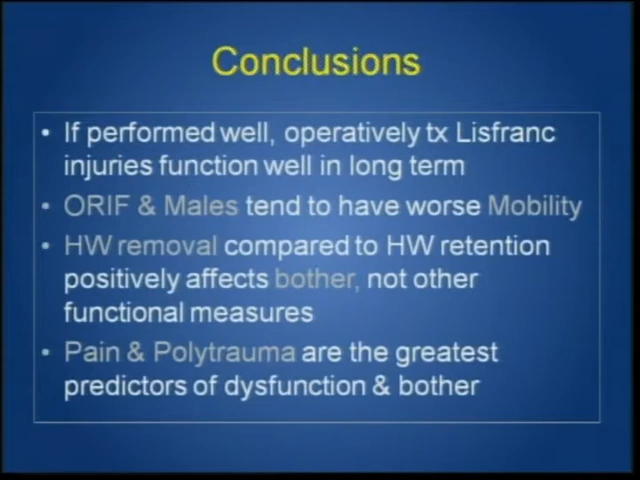 Conclusions
• If performed well, operatively tx Lisfranc
injuries function well in long term
• ORIF & Males tend to have worse Mobility
• HW removal compared to HW retention
positively affects bother, not other
functional measures
• Pain & Polytrauma are the greatest
predictors of dysfunction & bother